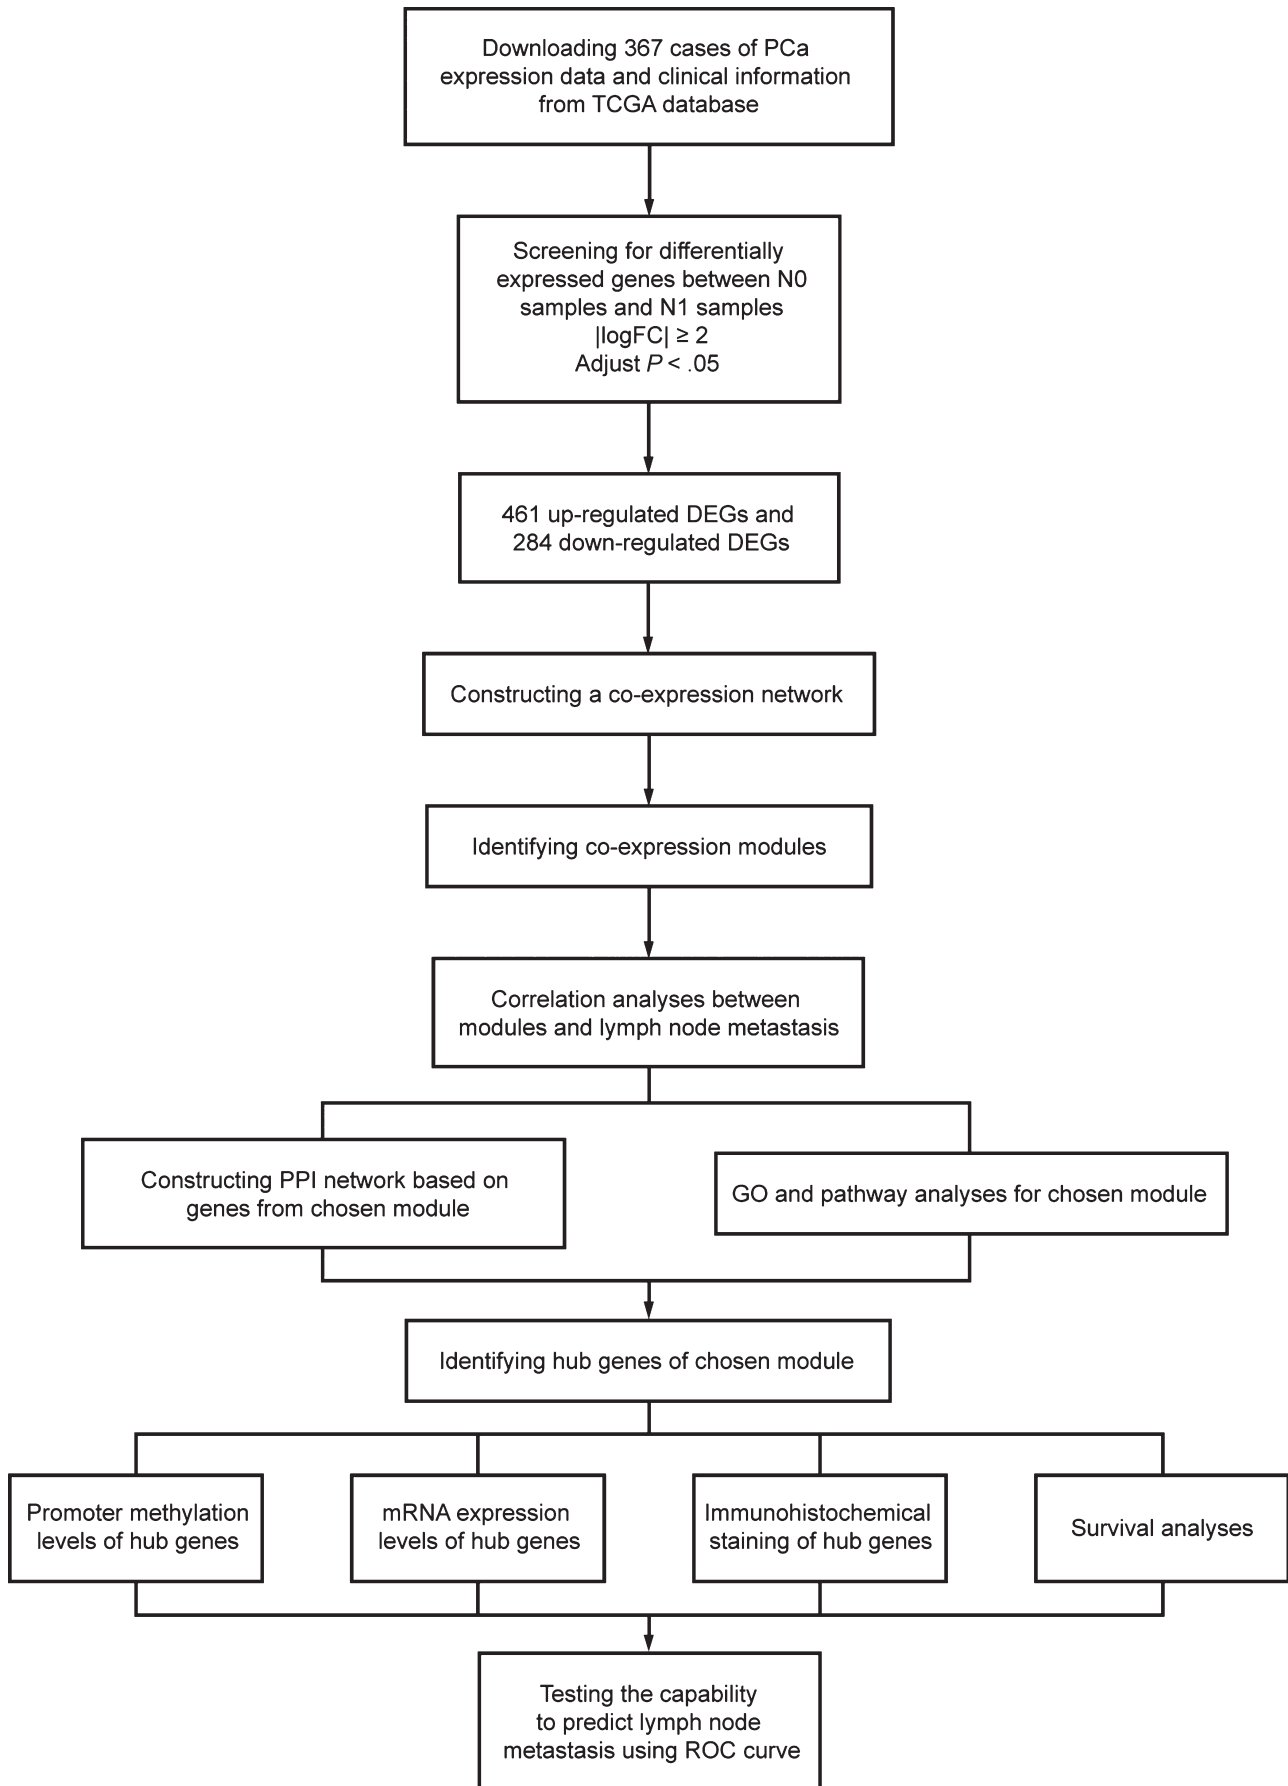 Downloading 367 cases of PCa
expression data and clinical information
from TCGA database
Screening for differentially
expressed genes between N0
samples and N1 samples
|logFC| ≥ 2
Adjust P < .05
461 up-regulated DEGs and
284 down-regulated DEGs
Constructing a co-expression network
Identifying co-expression modules
Correlation analyses between
modules and lymph node metastasis
Constructing PPI network based on
genes from chosen module
GO and pathway analyses for chosen module
Identifying hub genes of chosen module
Promoter methylation
levels of hub genes
mRNA expression
levels of hub genes
Immunohistochemical
staining of hub genes
Survival analyses
Testing the capability
to predict lymph node
metastasis using ROC curve